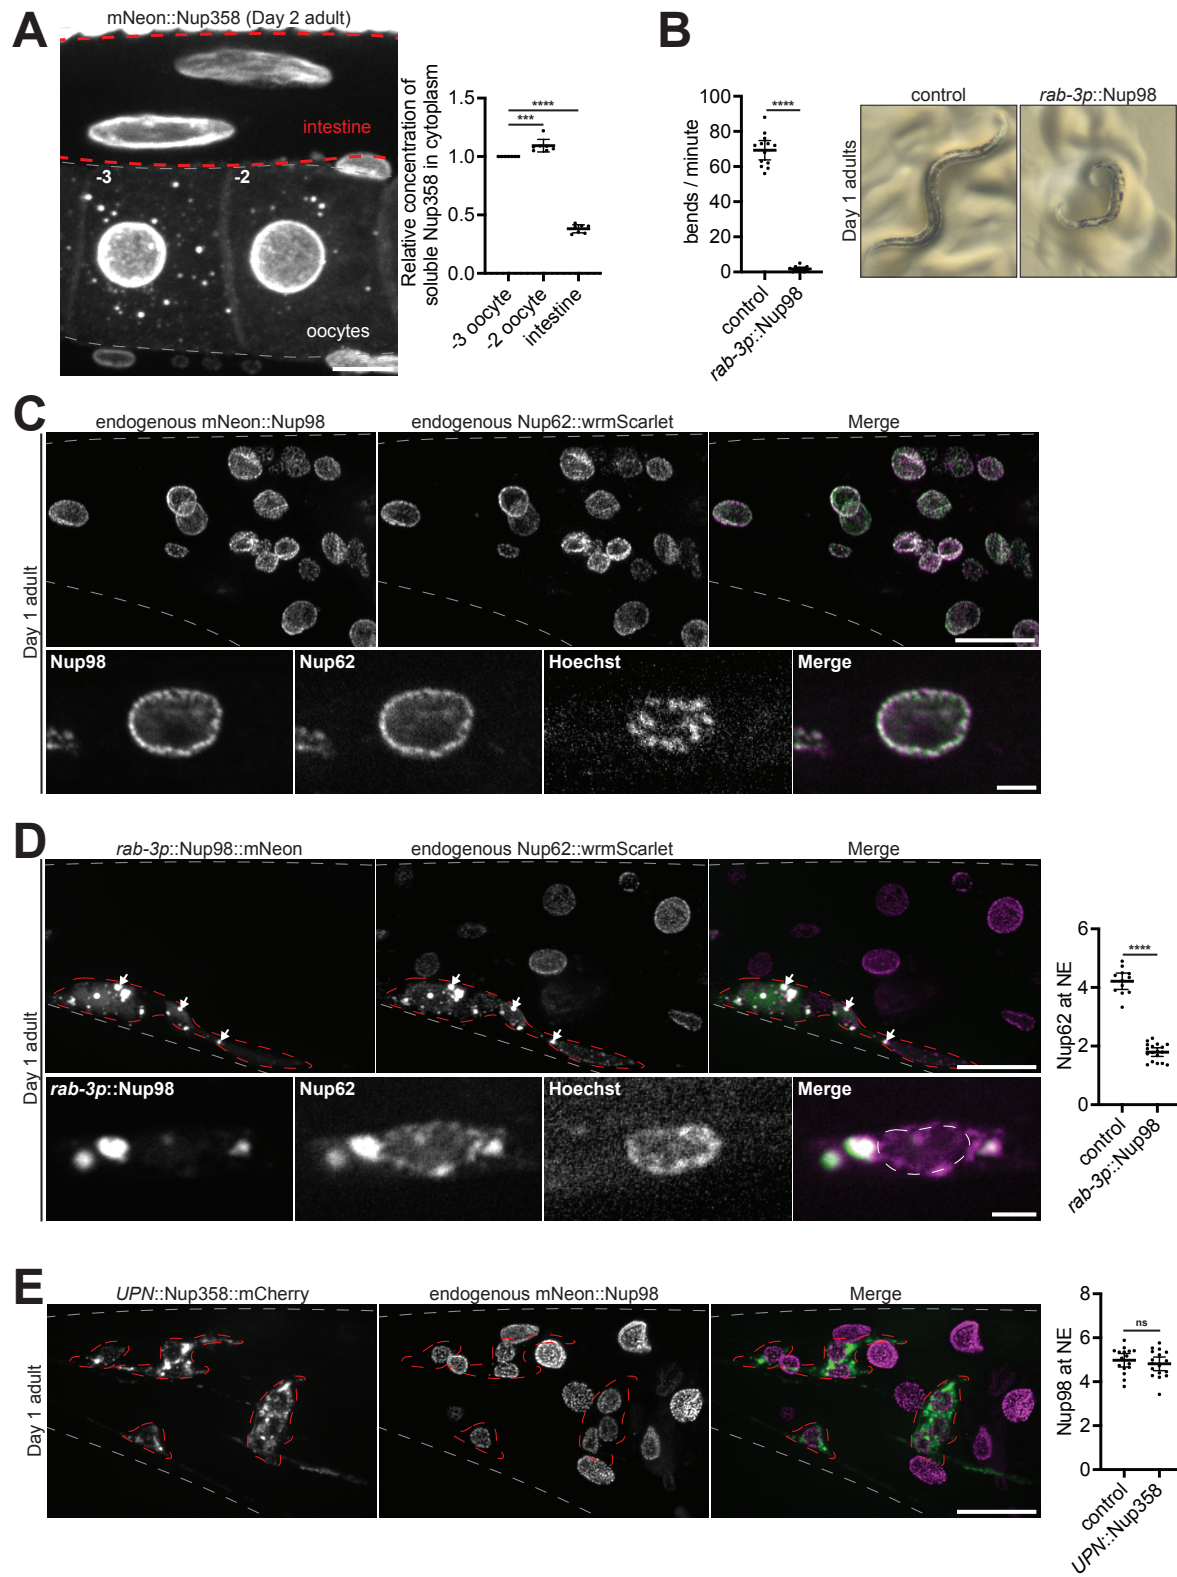 A
mNeon::Nup358 (Day 2 adult)
intestine
-3
-2
oocytes
Relative concentration of
soluble Nup358 in cytoplasm
1.5
1.0
0.5
0.0
****
***
-3 oocyte
-2 oocyte
intestine
B
bends / minute
100
80
60
40
20
0
****
control
rab-3p::Nup98
Day 1 adults
control
rab-3p::Nup98
C
Day 1 adult
endogenous mNeon::Nup98
endogenous Nup62::wrmScarlet
Merge
Nup98
Nup62
Hoechst
Merge
D
Day 1 adult
rab-3p::Nup98::mNeon
endogenous Nup62::wrmScarlet
Merge
rab-3p::Nup98
Nup62
Hoechst
Merge
Nup62 at NE
6
4
2
0
****
control
rab-3p::Nup98
E
Day 1 adult
UPN::Nup358::mCherry
endogenous mNeon::Nup98
Merge
Nup98 at NE
8
6
4
2
0
ns
control
UPN::Nup358